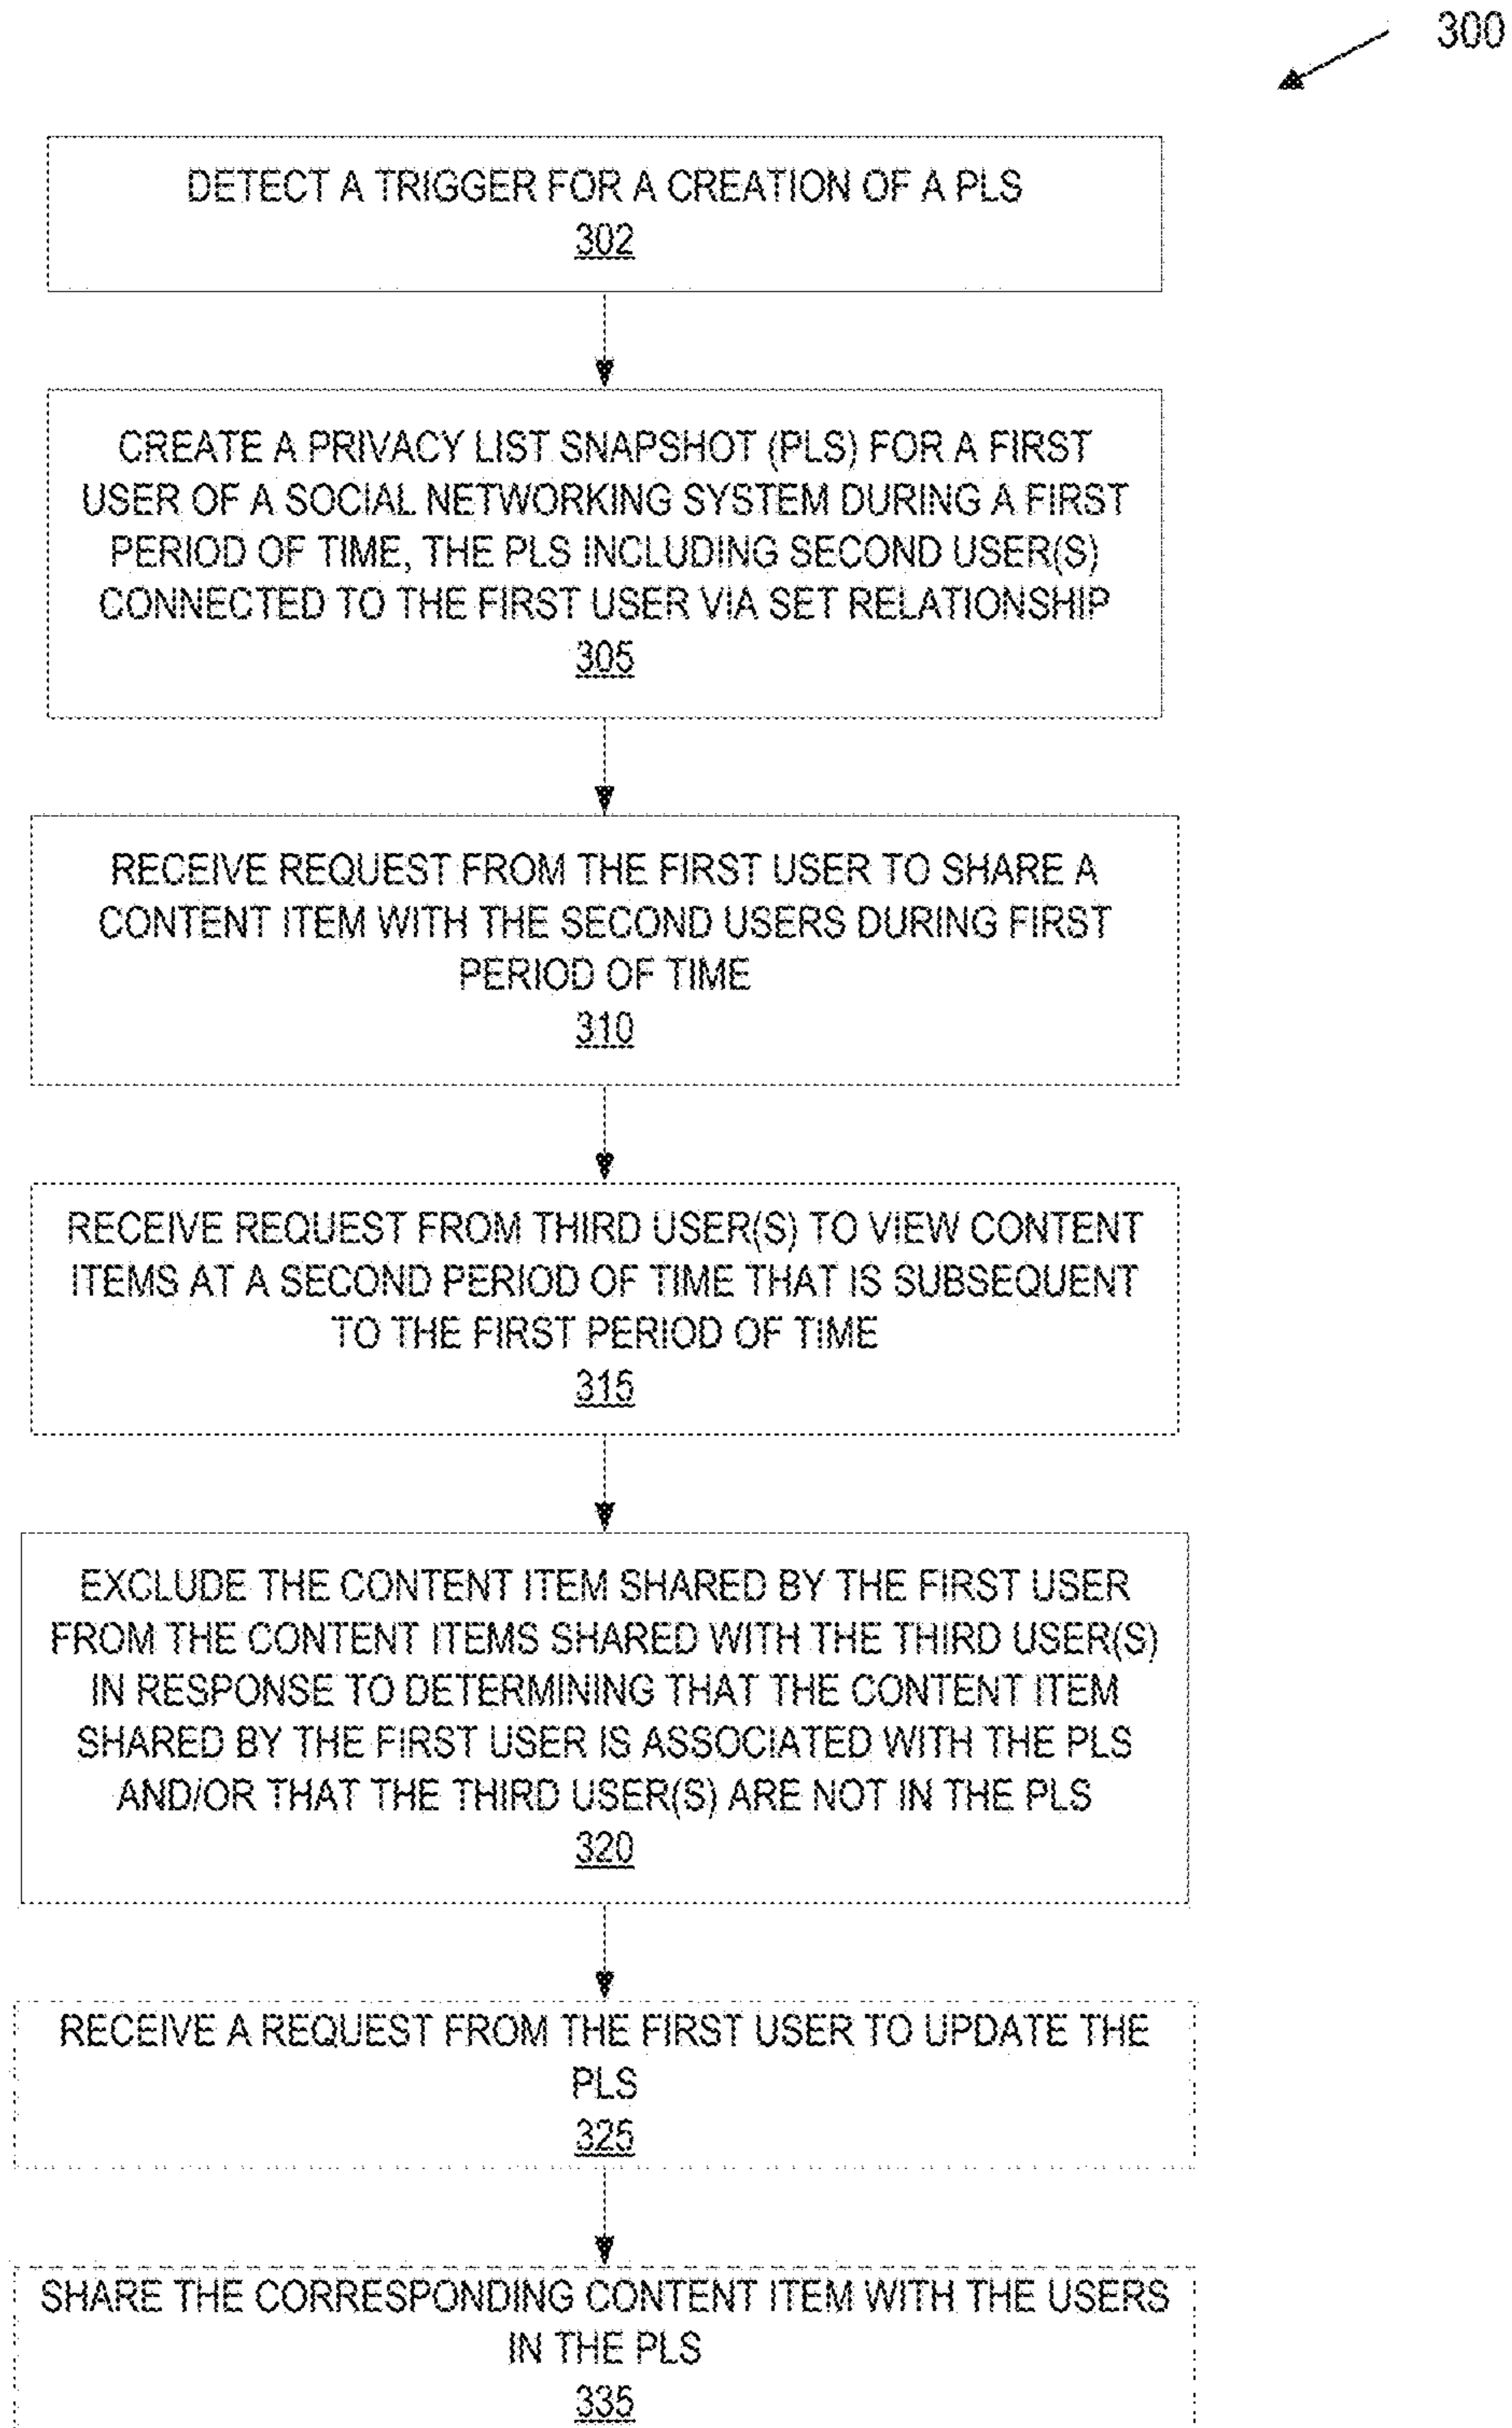 300
DETECT A TRIGGER FOR A CREATION OF A PLS
302
CREATE A PRIVACY LIST SNAPSHOT (PLS) FOR A FIRST
USER OF A SOCIAL NETWORKING SYSTEM DURING A FIRST
PERIOD OF TIME, THE PLS INCLUDING SECOND USER(S)
CONNECTED TO THE FIRST USER VIA SET RELATIONSHIP
305
RECEIVE REQUEST FROM THE FIRST USER TO SHARE A
CONTENT ITEM WITH THE SECOND USERS DURING FIRST
PERIOD OF TIME
310
RECEIVE REQUEST FROM THIRD USER(S) TO VIEW CONTENT
ITEMS AT A SECOND PERIOD OF TIME THAT IS SUBSEQUENT
TO THE FIRST PERIOD OF TIME
315
EXCLUDE THE CONTENT ITEM SHARED BY THE FIRST USER
FROM THE CONTENT ITEMS SHARED WITH THE THIRD USER(S)
IN RESPONSE TO DETERMINING THAT THE CONTENT ITEM
SHARED BY THE FIRST USER IS ASSOCIATED WITH THE PLS
AND/OR THAT THE THIRD USER(S) ARE NOT IN THE PLS
320
RECEIVE A REQUEST FROM THE FIRST USER TO UPDATE THE
PLS
325
SHARE THE CORRESPONDING CONTENT ITEM WITH THE USERS
IN THE PLS
335